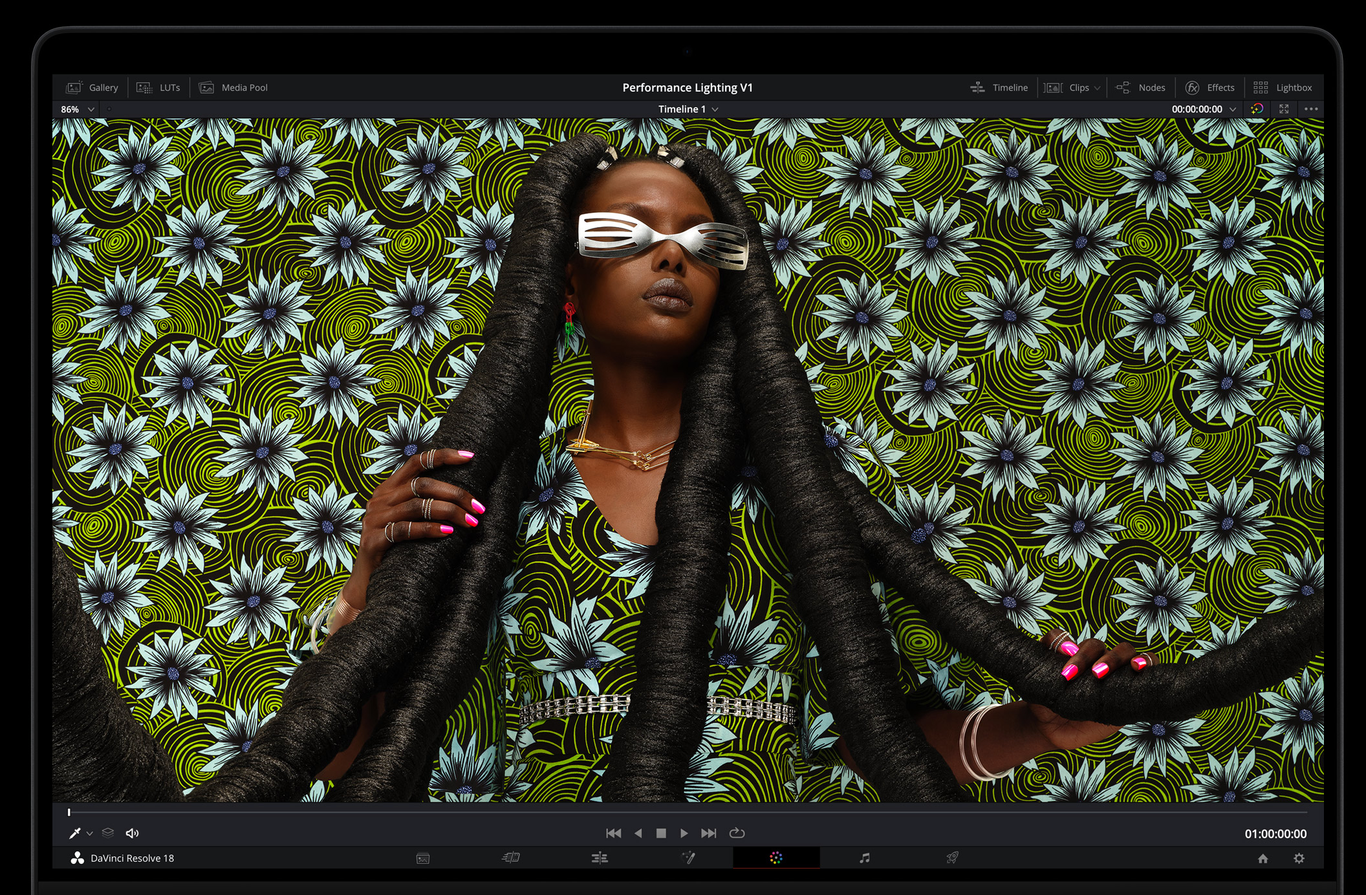 Gallery LUTs Media Pool Performance Lighting V1 Timeline Clips Nodes fx Effects Lightbox
86% Timeline 1 00:00:00:00
01:00:00:00
DaVinci Resolve 18